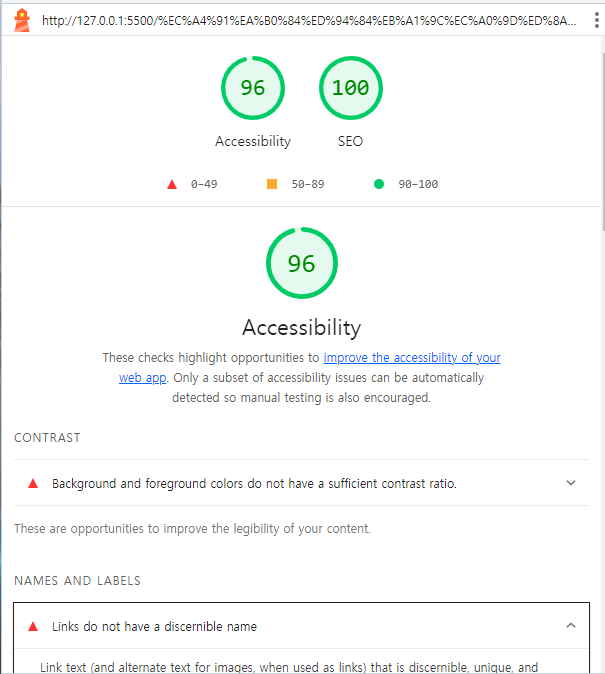 http://127.0.0.1:5500/%EC%A4%91%EA%B0%84%ED%94%84%EB%A1%9C%EC%A0%9D%ED%8A...
96
100
Accessibility
SEO
0–49
50–89
90–100
96
Accessibility
These checks highlight opportunities to improve the accessibility of your
web app. Only a subset of accessibility issues can be automatically
detected so manual testing is also encouraged.
CONTRAST
Background and foreground colors do not have a sufficient contrast ratio.
These are opportunities to improve the legibility of your content.
NAMES AND LABELS
Links do not have a discernible name
Link text (and alternate text for images, when used as links) that is discernible, unique, and